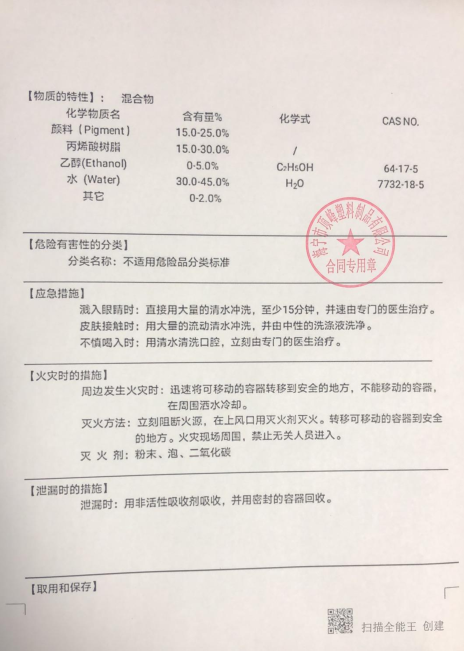 【物质的特性】： 混合物
化学物质名 含有量% 化学式 CAS NO.
颜料 (Pigment) 15.0-25.0%
丙烯酸树脂 15.0-30.0% /
乙醇(Ethanol) 0-5.0% C2H5OH 64-17-5
水 (Water) 30.0-45.0% H2O 7732-18-5
其它 0-2.0%
海宁市顶峰塑料制品有限公司
合同专用章
【危险有害性的分类】
分类名称：不适用危险品分类标准
【应急措施】
溅入眼睛时：直接用大量的清水冲洗，至少15分钟，并速由专门的医生治疗。
皮肤接触时：用大量的流动清水冲洗，并由中性的洗涤液洗净。
不慎喝入时：用清水清洗口腔，立刻由专门的医生治疗。
【火灾时的措施】
周边发生火灾时：迅速将可移动的容器转移到安全的地方，不能移动的容器，
在周围洒水冷却。
灭火方法：立刻阻断火源，在上风口用灭火剂灭火。转移可移动的容器到安全
的地方。火灾现场周围，禁止无关人员进入。
灭 火 剂：粉末、泡、二氧化碳
【泄漏时的措施】
泄漏时：用非活性吸收剂吸收，并用密封的容器回收。
【取用和保存】
扫描全能王 创建